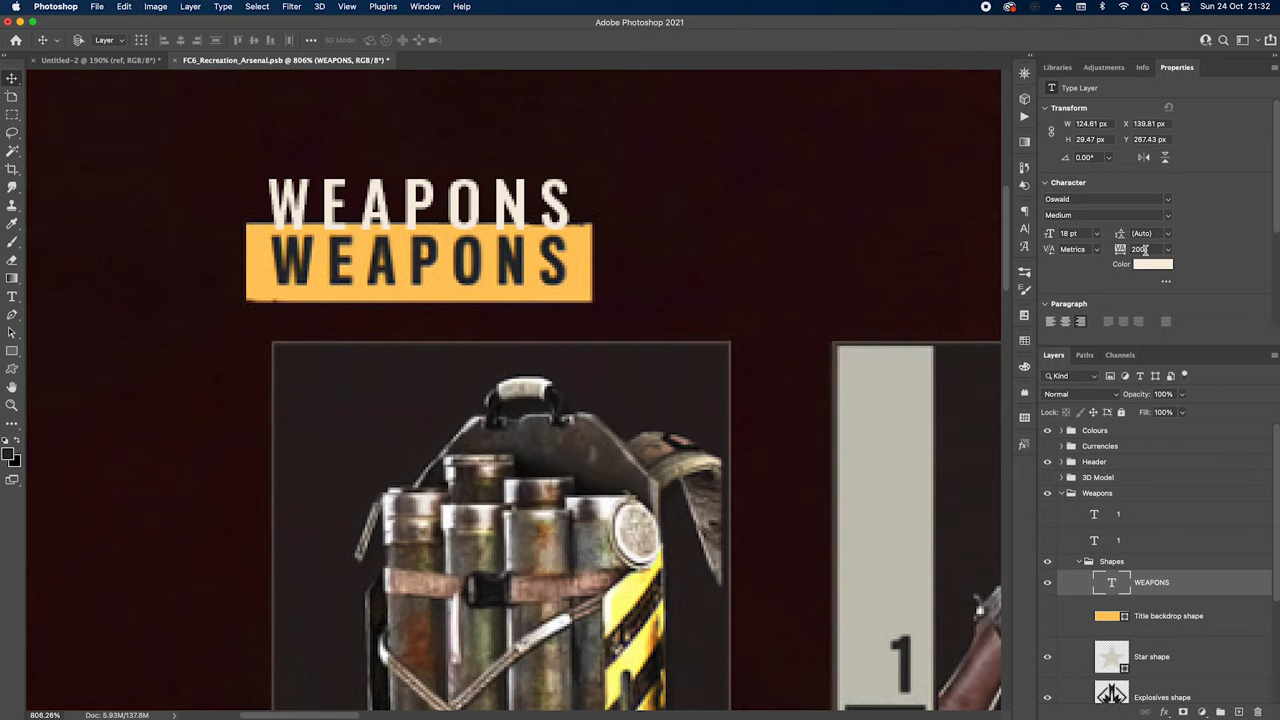 Photoshop File Edit Image Layer Type Select Filter 3D View Plugins Window Help Sun 24 Oct 21:32
Adobe Photoshop 2021
Layer 3D Mode:
Untitled-2 @ 190% (ref, RGB/8*) * FC6_Recreation_Arsenal.psb @ 806% (WEAPONS, RGB/8*) *
Libraries Adjustments Info Properties
Type Layer
Transform
W 124.61 px X 139.81 px
H 29.47 px Y 267.43 px
0.00°
Character
Oswald
Medium
18 pt (Auto)
Metrics 200
Color
Paragraph
WEAPONS
WEAPONS
1
Layers Paths Channels
Kind
Normal Opacity: 100%
Lock: Fill: 100%
Colours
Currencies
Header
3D Model
Weapons
T 1
T 1
Shapes
T WEAPONS
Title backdrop shape
Star shape
Explosives shape
806.26% Doc: 5.93M/137.8M